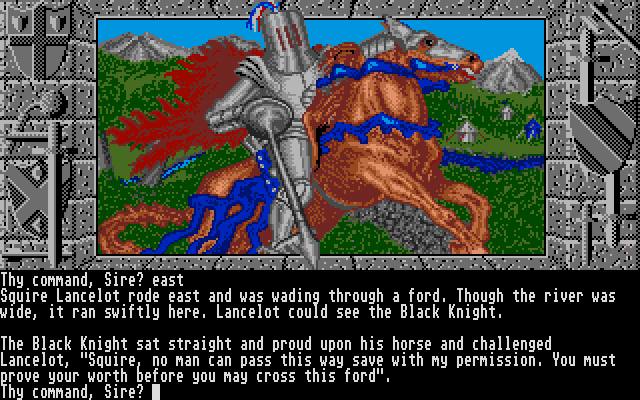 Thy command, Sire? east
Squire Lancelot rode east and was wading through a ford. Though the river was
wide, it ran swiftly here. Lancelot could see the Black Knight.
The Black Knight sat straight and proud upon his horse and challenged
Lancelot, "Squire, no man can pass this way save with my permission. You must
prove your worth before you may cross this ford".
Thy command, Sire?